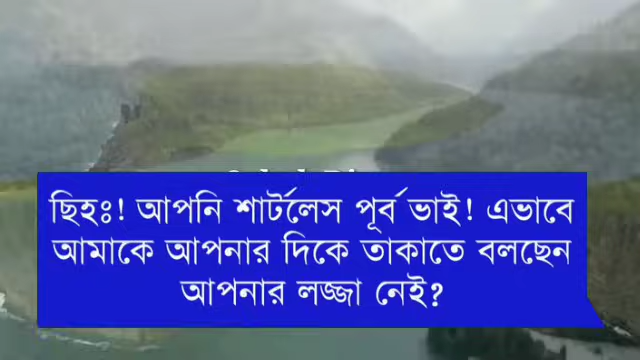 ছিহঃ! আপনি শার্টলেস পূর্ব ভাই! এভাবে
আমাকে আপনার দিকে তাকাতে বলছেন
আপনার লজ্জা নেই?